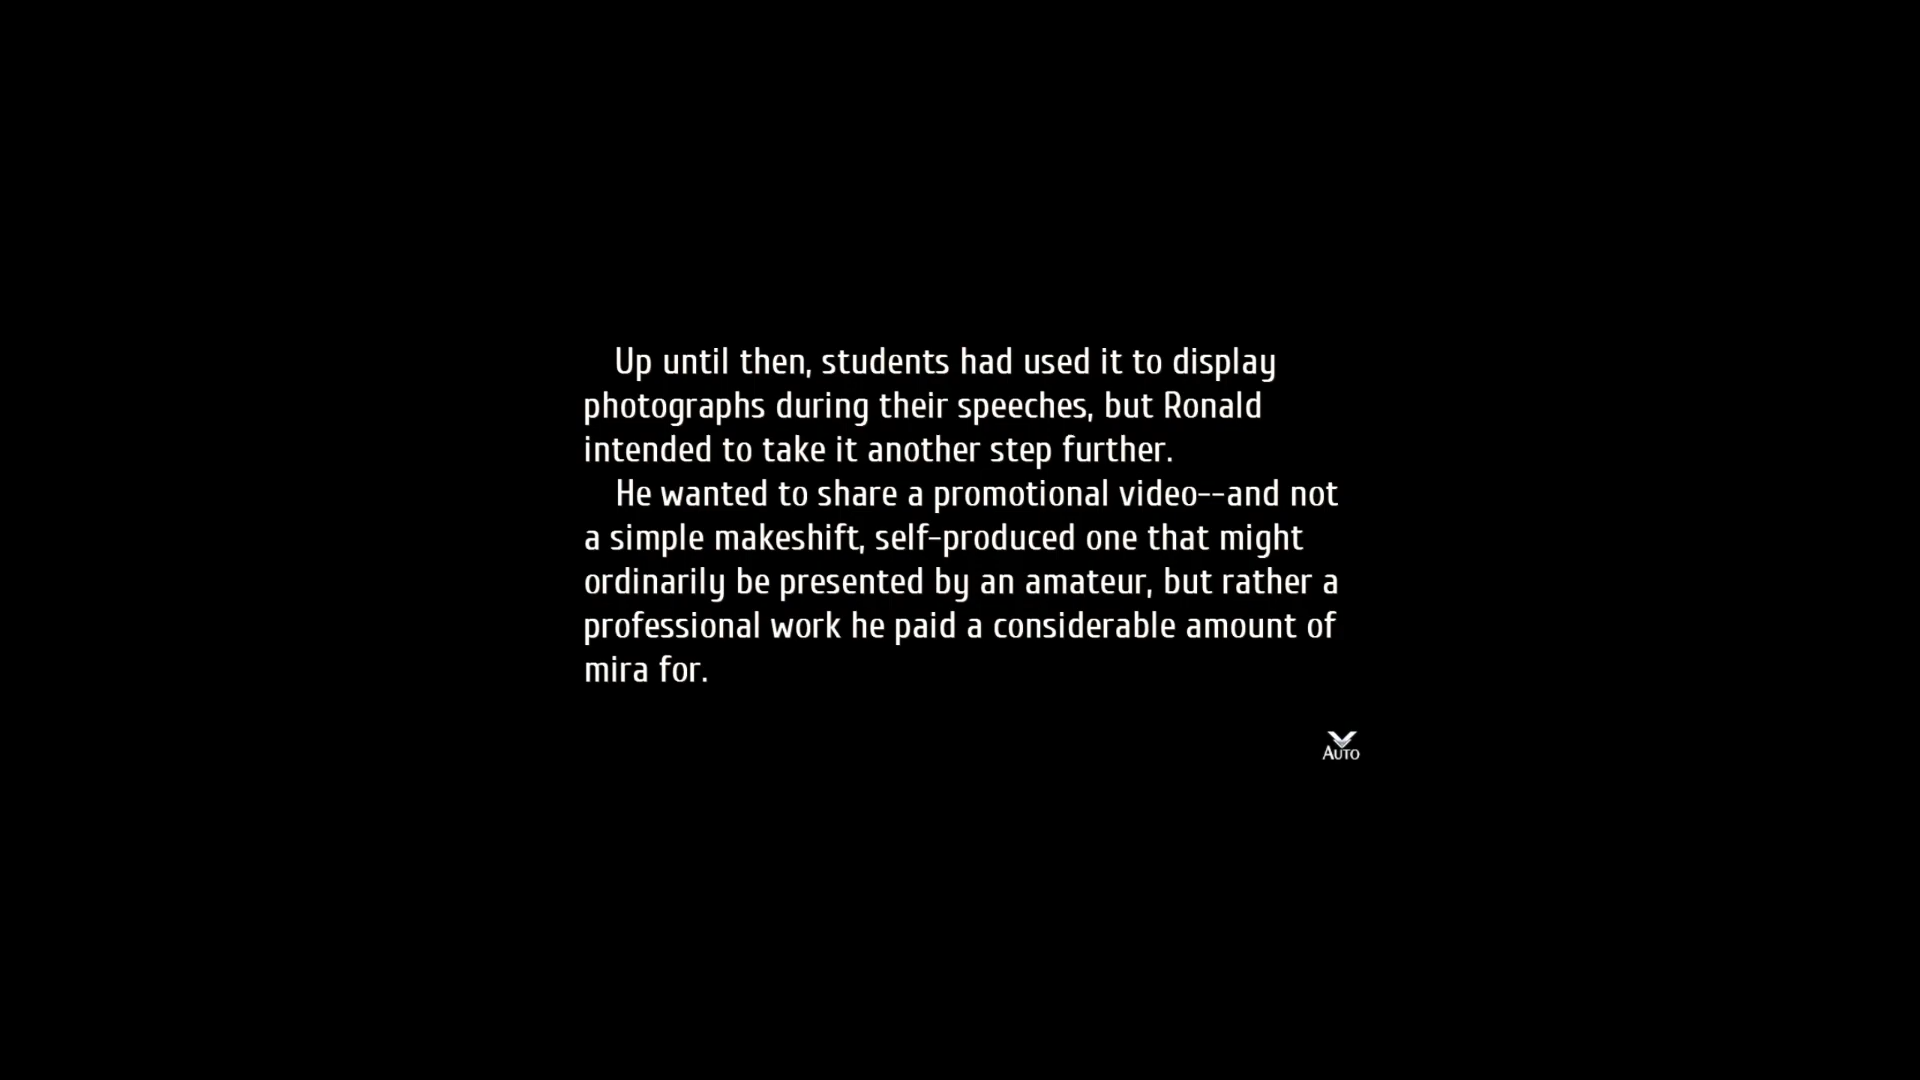 Up until then, students had used it to display
photographs during their speeches, but Ronald
intended to take it another step further.
He wanted to share a promotional video--and not
a simple makeshift, self-produced one that might
ordinarily be presented by an amateur, but rather a
professional work he paid a considerable amount of
mira for.
AUTO